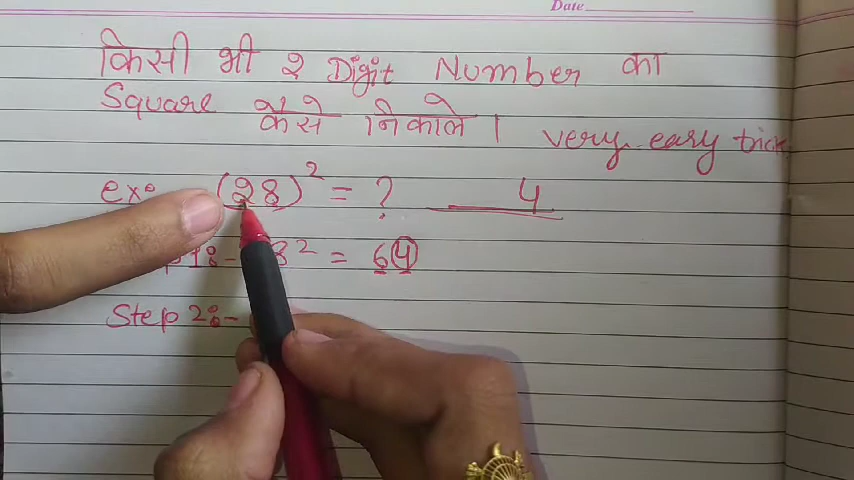 Date
किसी भी 2 Digit Number का
Square कैसे निकाले ।
very easy trick
ex. (28)² = ? 4
8² = 64
Step 2:-